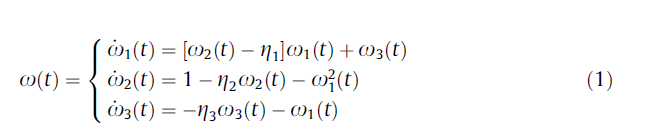 ω̇₁(t) = [ω₂(t) − η₁]ω₁(t) + ω₃(t)
ω(t) = { ω̇₂(t) = 1 − η₂ω₂(t) − ω₁²(t) (1)
ω̇₃(t) = −η₃ω₃(t) − ω₁(t)